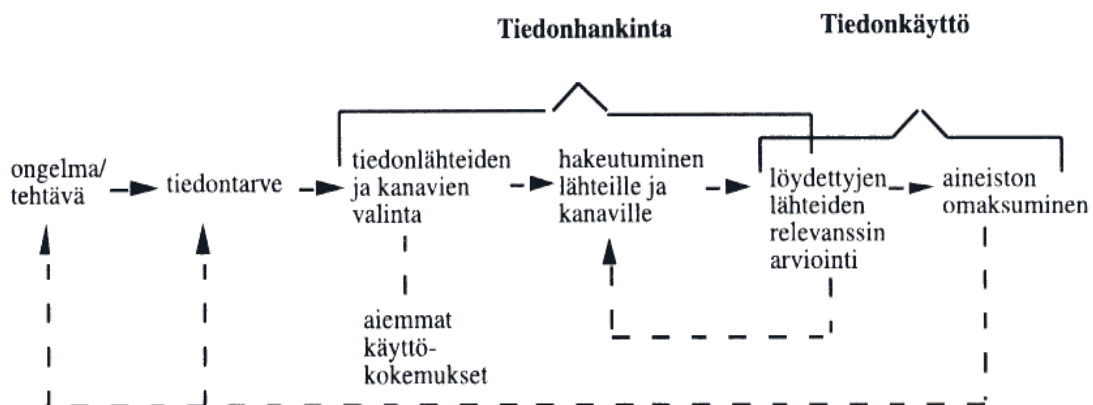 Tiedonhankinta
Tiedonkäyttö
ongelma/
tehtävä
tiedontarve
tiedonlähteiden
ja kanavien
valinta
hakeutuminen
lähteille ja
kanaville
löydettyjen
lähteiden
relevanssin
arviointi
aineiston
omaksuminen
aiemmat
käyttö-
kokemukset